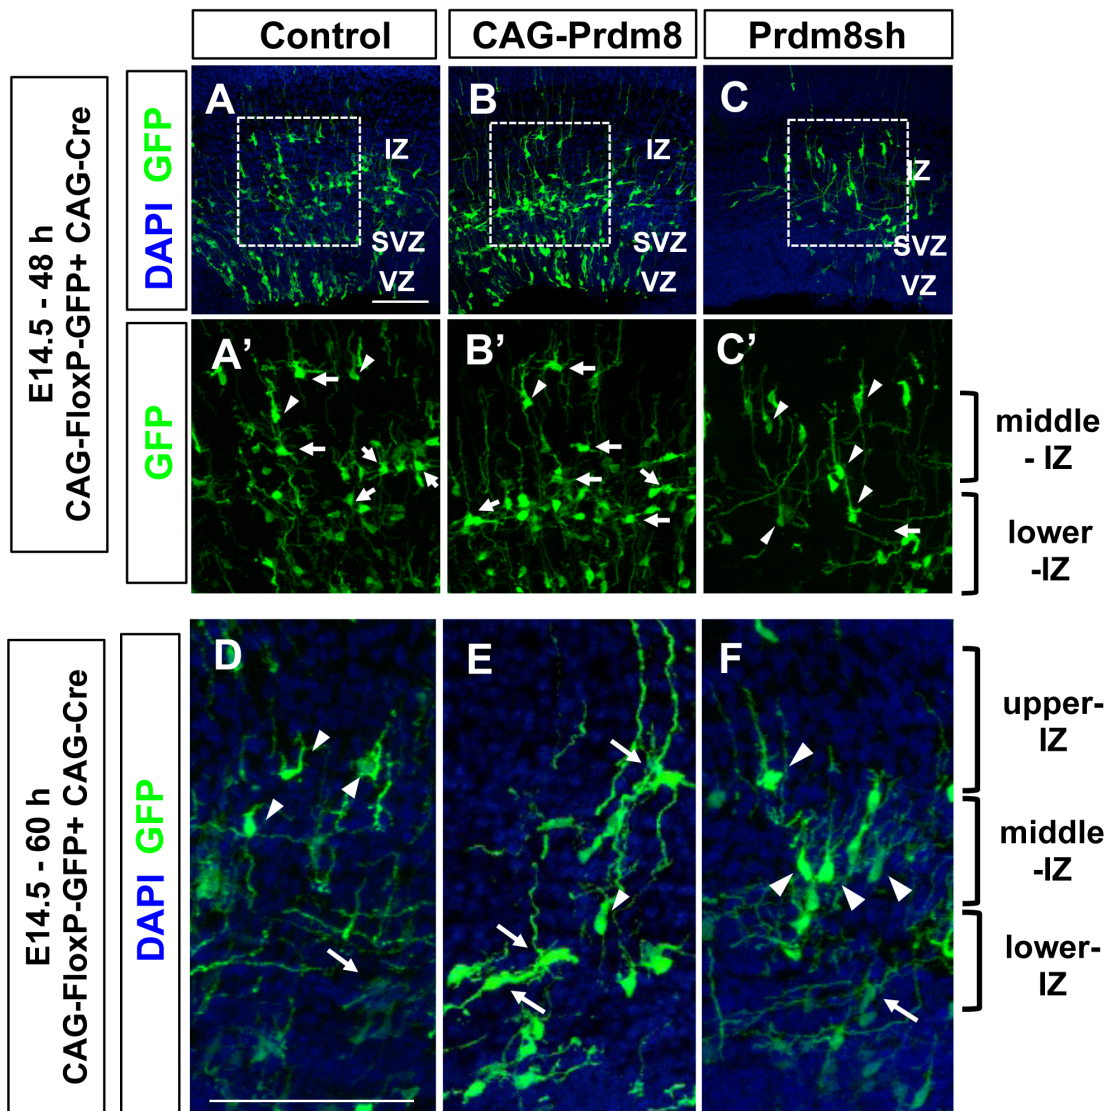 Control
CAG-Prdm8
Prdm8sh
E14.5 - 48 h
CAG-FloxP-GFP+ CAG-Cre
DAPI GFP
A
IZ
SVZ
VZ
B
IZ
SVZ
VZ
C
IZ
SVZ
VZ
GFP
A’
B’
C’
middle
- IZ
lower
-IZ
E14.5 - 60 h
CAG-FloxP-GFP+ CAG-Cre
DAPI GFP
D
E
F
upper-
IZ
middle
-IZ
lower-
IZ